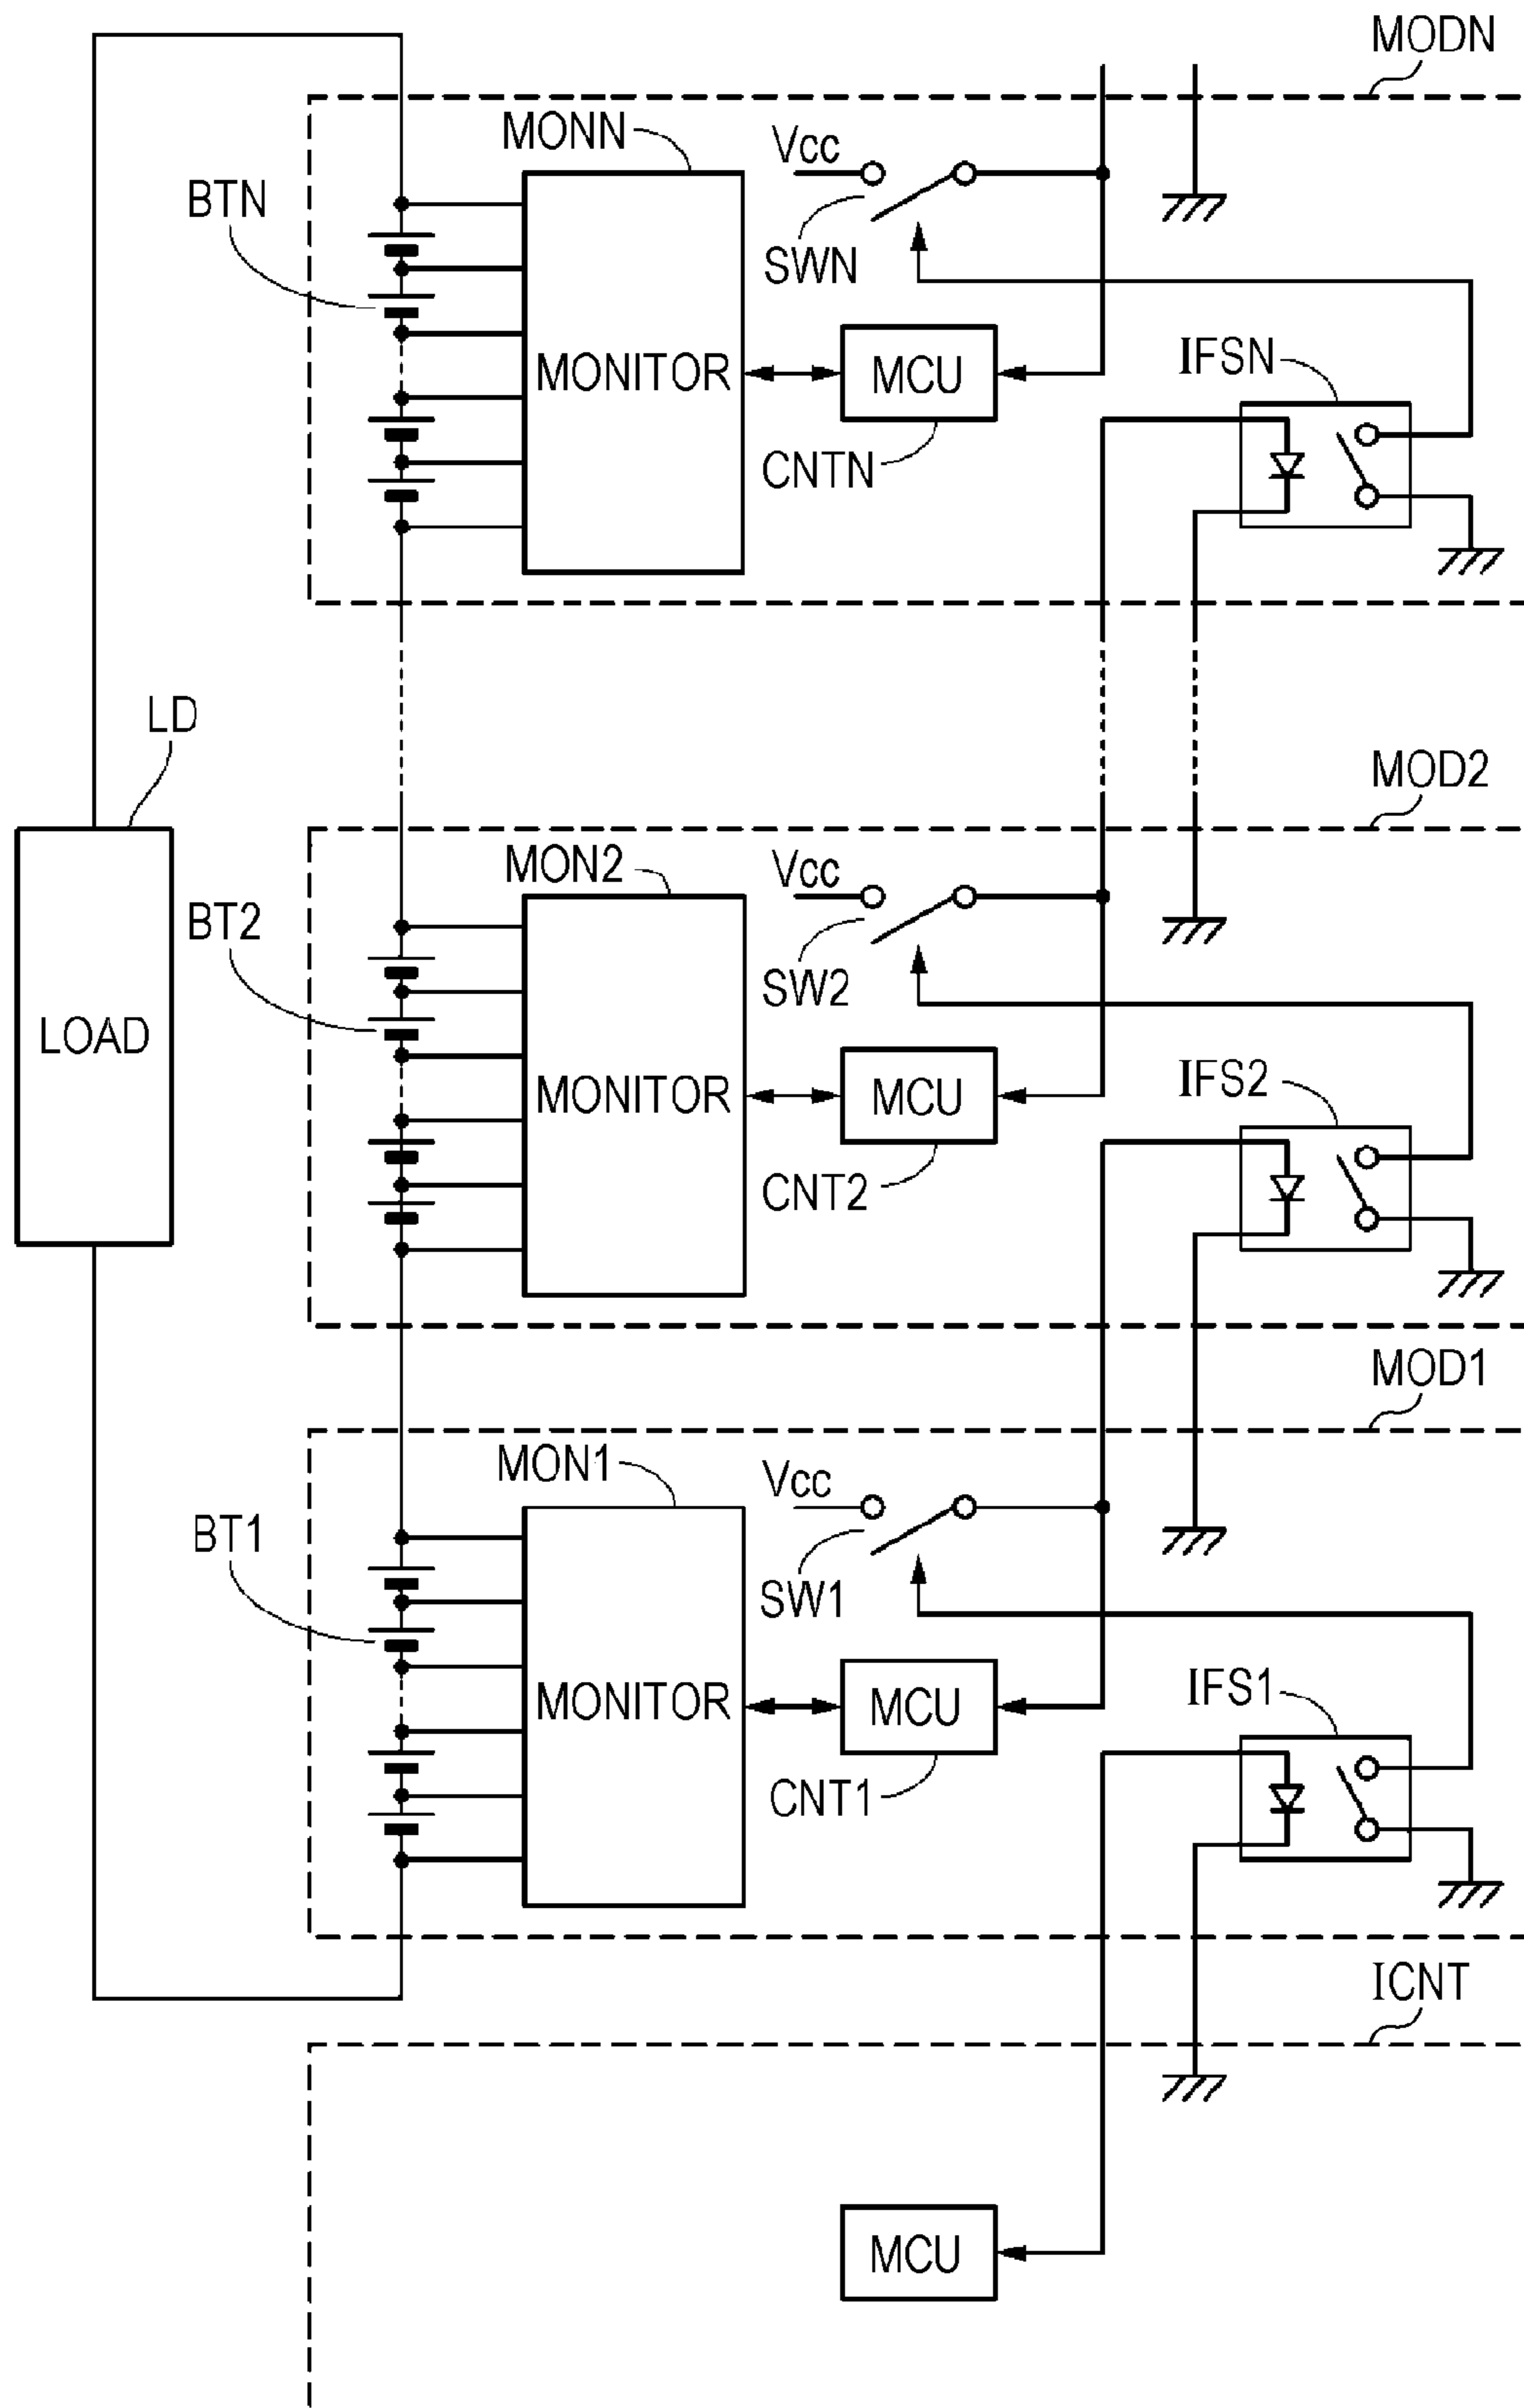 MODN
MONN
Vcc
BTN
SWN
MONITOR
MCU
IFSN
CNTN
LD
MOD2
MON2
Vcc
BT2
SW2
LOAD
MONITOR
MCU
IFS2
CNT2
MOD1
MON1
Vcc
BT1
SW1
MONITOR
MCU
IFS1
CNT1
ICNT
MCU